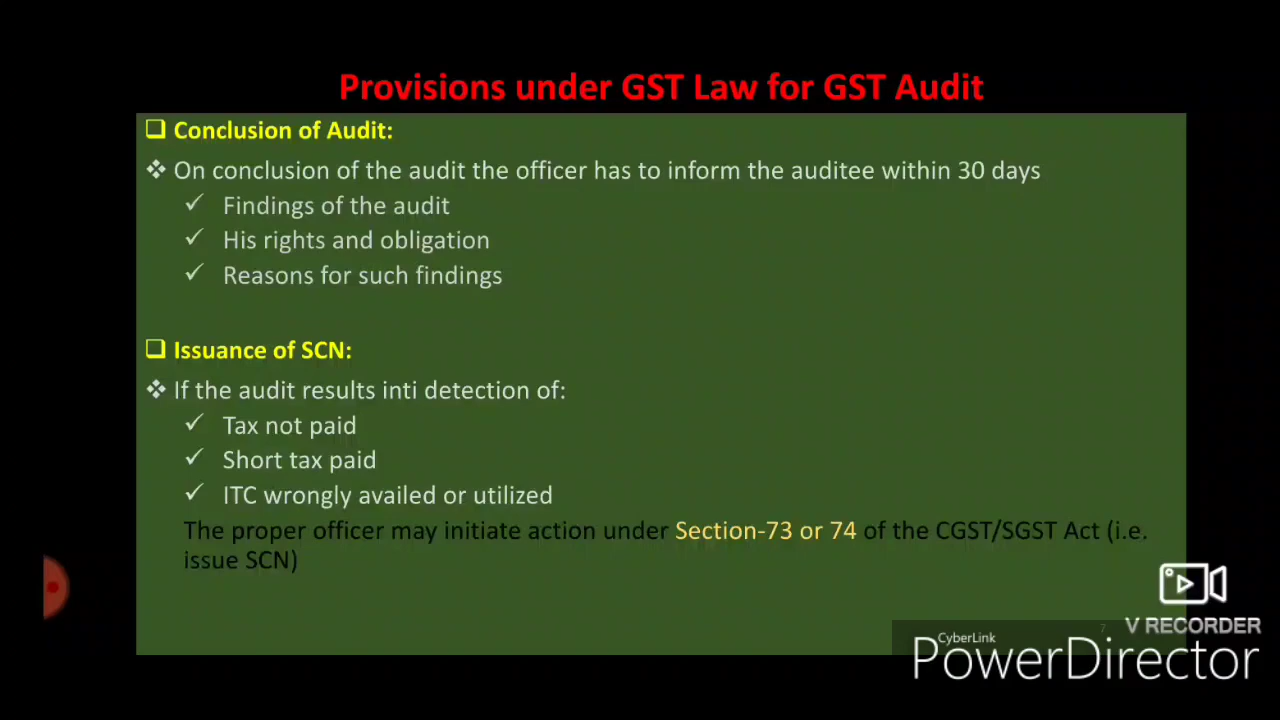 Provisions under GST Law for GST Audit
Conclusion of Audit:
On conclusion of the audit the officer has to inform the auditee within 30 days
Findings of the audit
His rights and obligation
Reasons for such findings
Issuance of SCN:
If the audit results inti detection of:
Tax not paid
Short tax paid
ITC wrongly availed or utilized
The proper officer may initiate action under Section-73 or 74 of the CGST/SGST Act (i.e.
issue SCN)
7
V RECORDER
CyberLink
PowerDirector